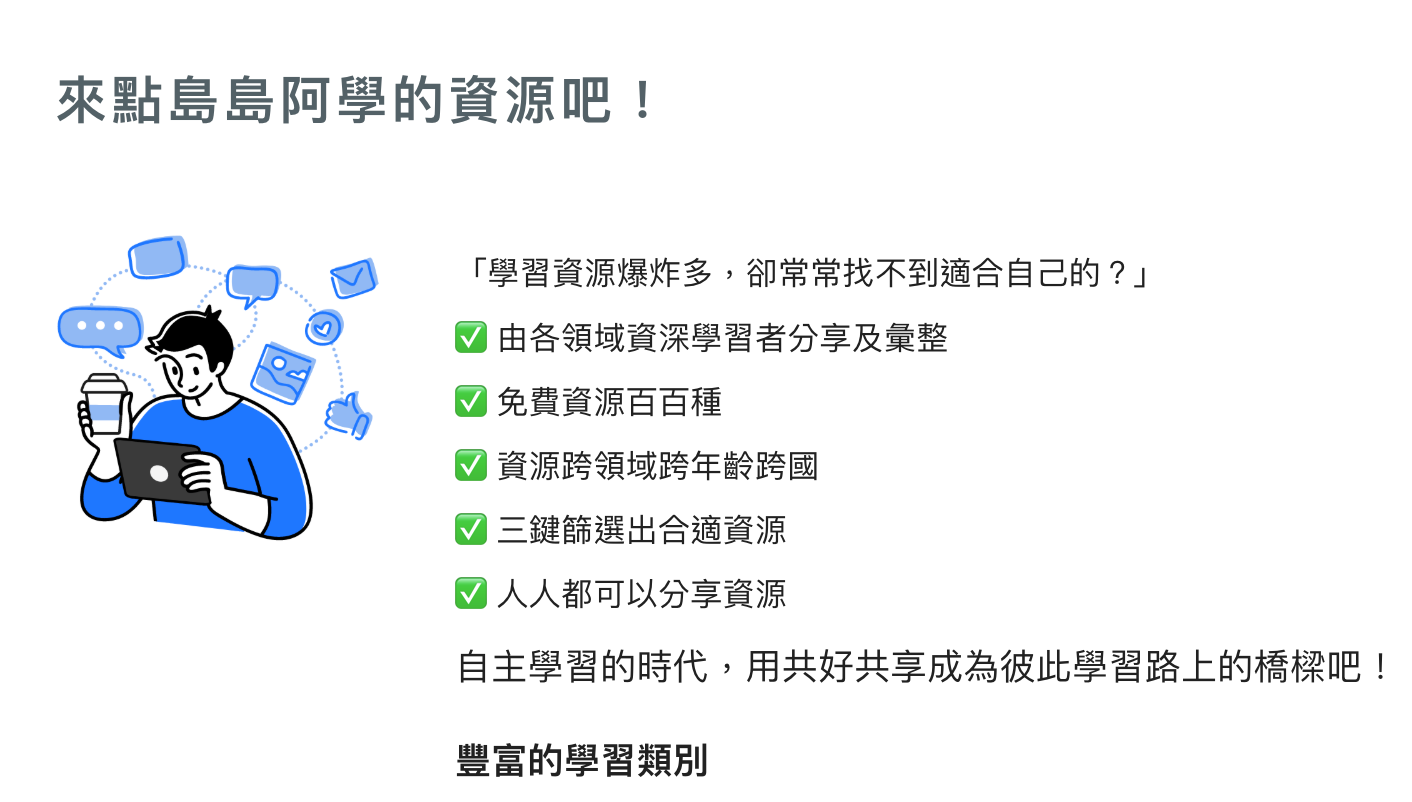 來點島島阿學的資源吧！
「學習資源爆炸多，卻常常找不到適合自己的？」
✅ 由各領域資深學習者分享及彙整
✅ 免費資源百百種
✅ 資源跨領域跨年齡跨國
✅ 三鍵篩選出合適資源
✅ 人人都可以分享資源
自主學習的時代，用共好共享成為彼此學習路上的橋樑吧！
豐富的學習類別